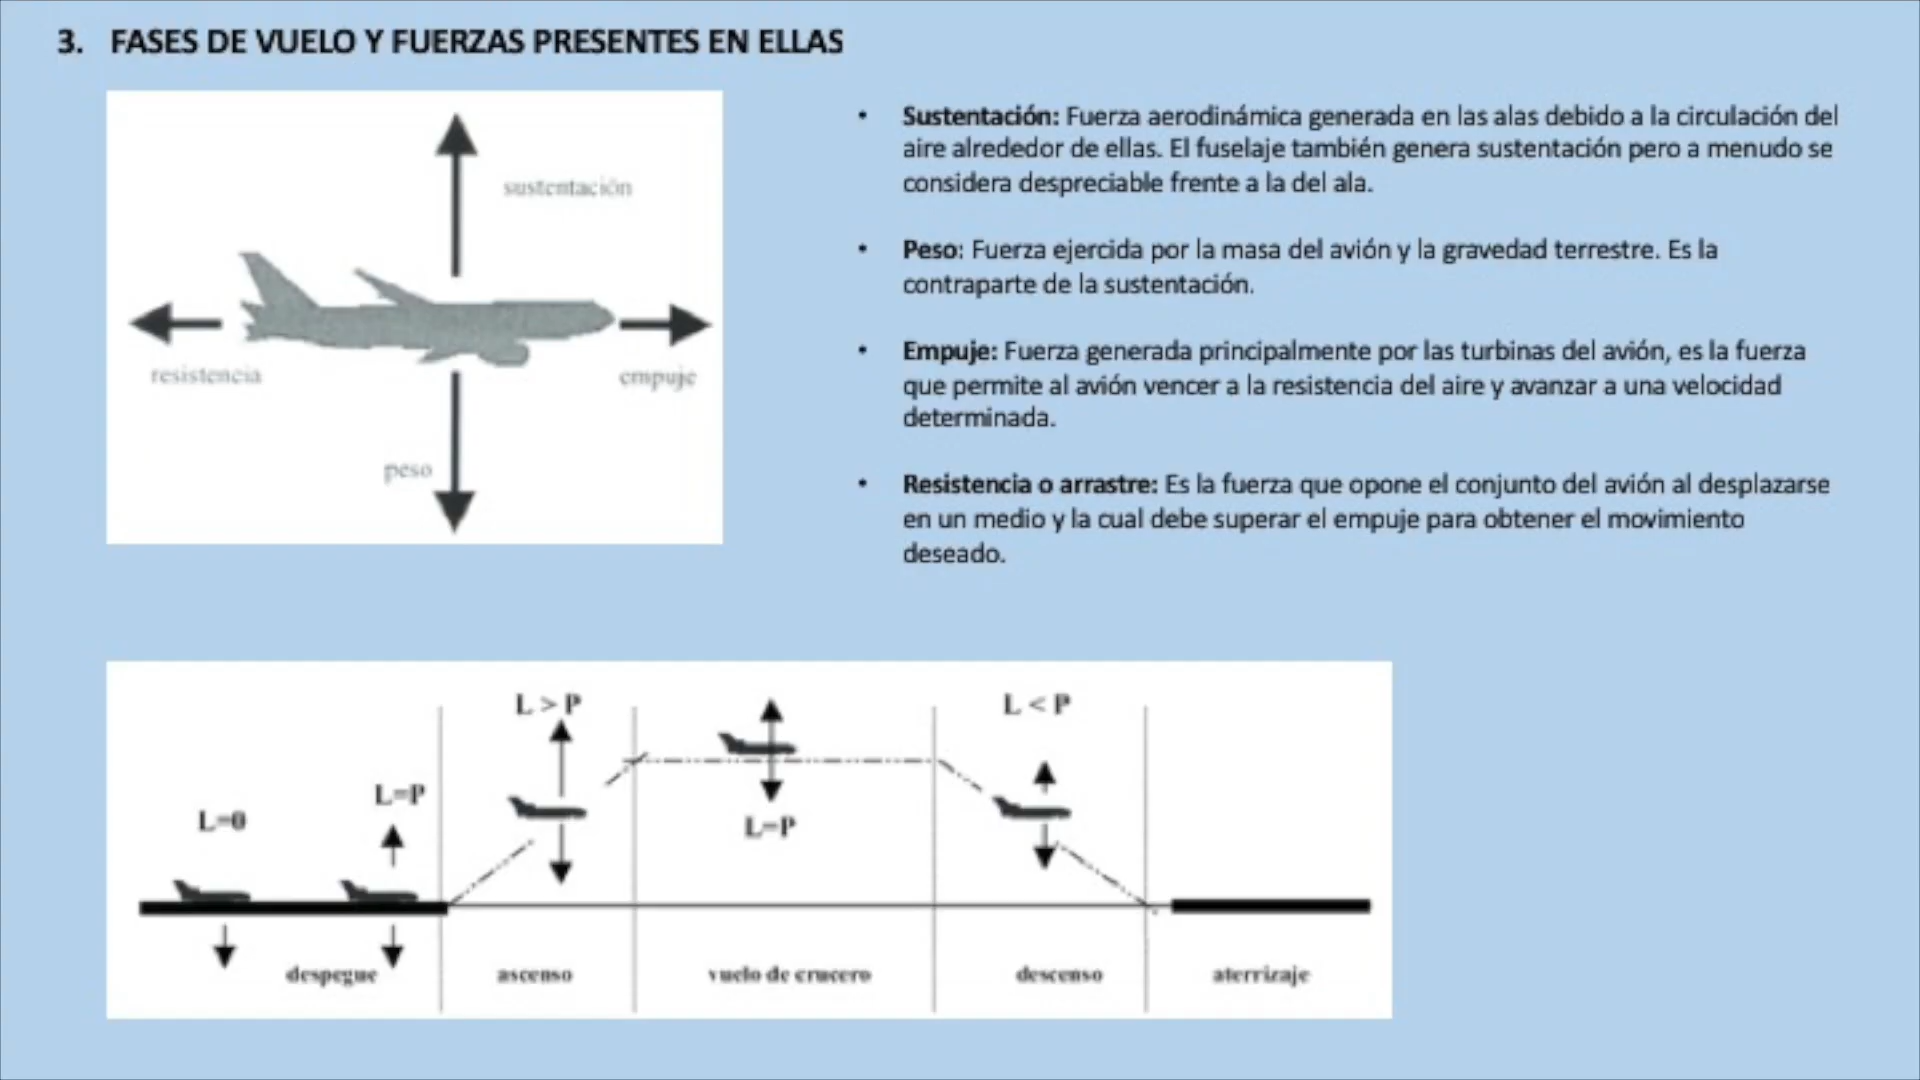 3. FASES DE VUELO Y FUERZAS PRESENTES EN ELLAS
sustentación
resistencia
empuje
peso
• Sustentación: Fuerza aerodinámica generada en las alas debido a la circulación del
aire alrededor de ellas. El fuselaje también genera sustentación pero a menudo se
considera despreciable frente a la del ala.
• Peso: Fuerza ejercida por la masa del avión y la gravedad terrestre. Es la
contraparte de la sustentación.
• Empuje: Fuerza generada principalmente por las turbinas del avión, es la fuerza
que permite al avión vencer a la resistencia del aire y avanzar a una velocidad
determinada.
• Resistencia o arrastre: Es la fuerza que opone el conjunto del avión al desplazarse
en un medio y la cual debe superar el empuje para obtener el movimiento
deseado.
L=0
L=P
L > P
L=P
L < P
despegue
ascenso
vuelo de crucero
descenso
aterrizaje